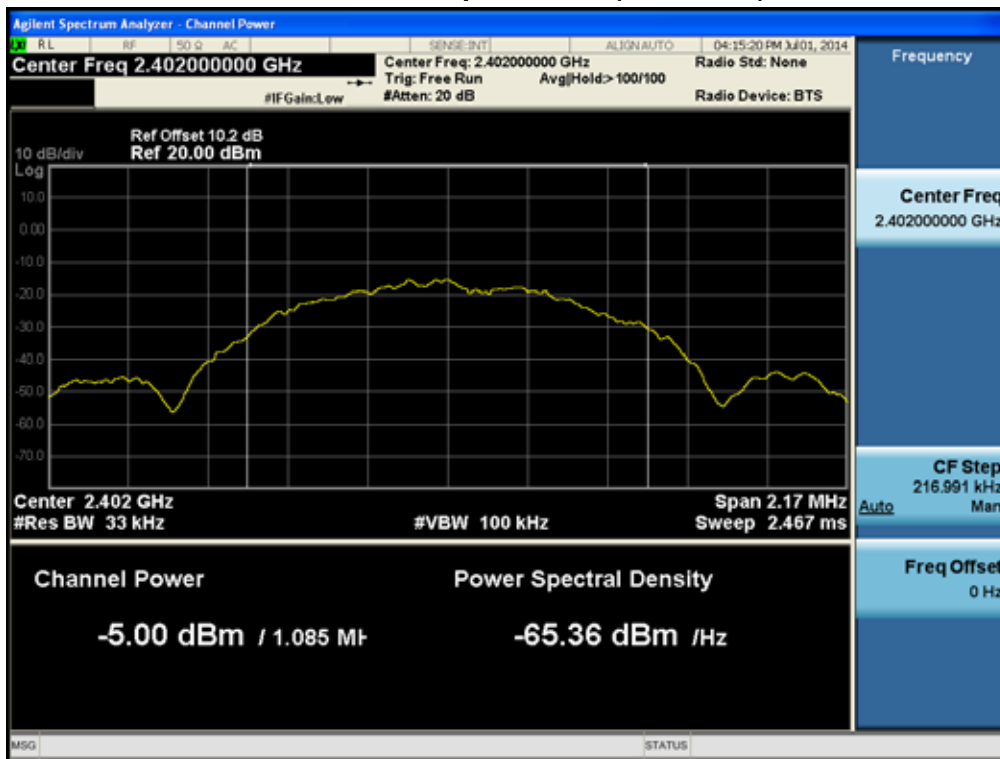 Agilent Spectrum Analyzer - Channel Power
RL RF 50 Ω AC SENSE:INT ALIGN AUTO 04:15:20 PM Jul 01, 2014
Center Freq 2.402000000 GHz
Center Freq: 2.402000000 GHz
Radio Std: None
Trig: Free Run Avg|Hold:> 100/100
#IFGain:Low
#Atten: 20 dB
Radio Device: BTS
Ref Offset 10.2 dB
10 dB/div Ref 20.00 dBm
Log
10.0
0.00
-10.0
-20.0
-30.0
-40.0
-50.0
-60.0
-70.0
Center 2.402 GHz Span 2.17 MHz
#Res BW 33 kHz #VBW 100 kHz Sweep 2.467 ms
Channel Power
-5.00 dBm / 1.085 MH
Power Spectral Density
-65.36 dBm /Hz
MSG STATUS
Frequency
Center Freq
2.402000000 GHz
CF Step
216.991 kHz
Auto Man
Freq Offset
0 Hz